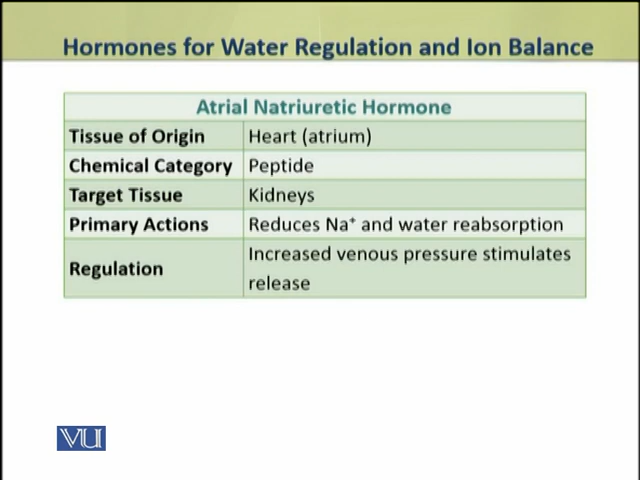 Hormones for Water Regulation and Ion Balance
Atrial Natriuretic Hormone
Tissue of Origin Heart (atrium)
Chemical Category Peptide
Target Tissue Kidneys
Primary Actions Reduces Na⁺ and water reabsorption
Regulation Increased venous pressure stimulates
release
VU